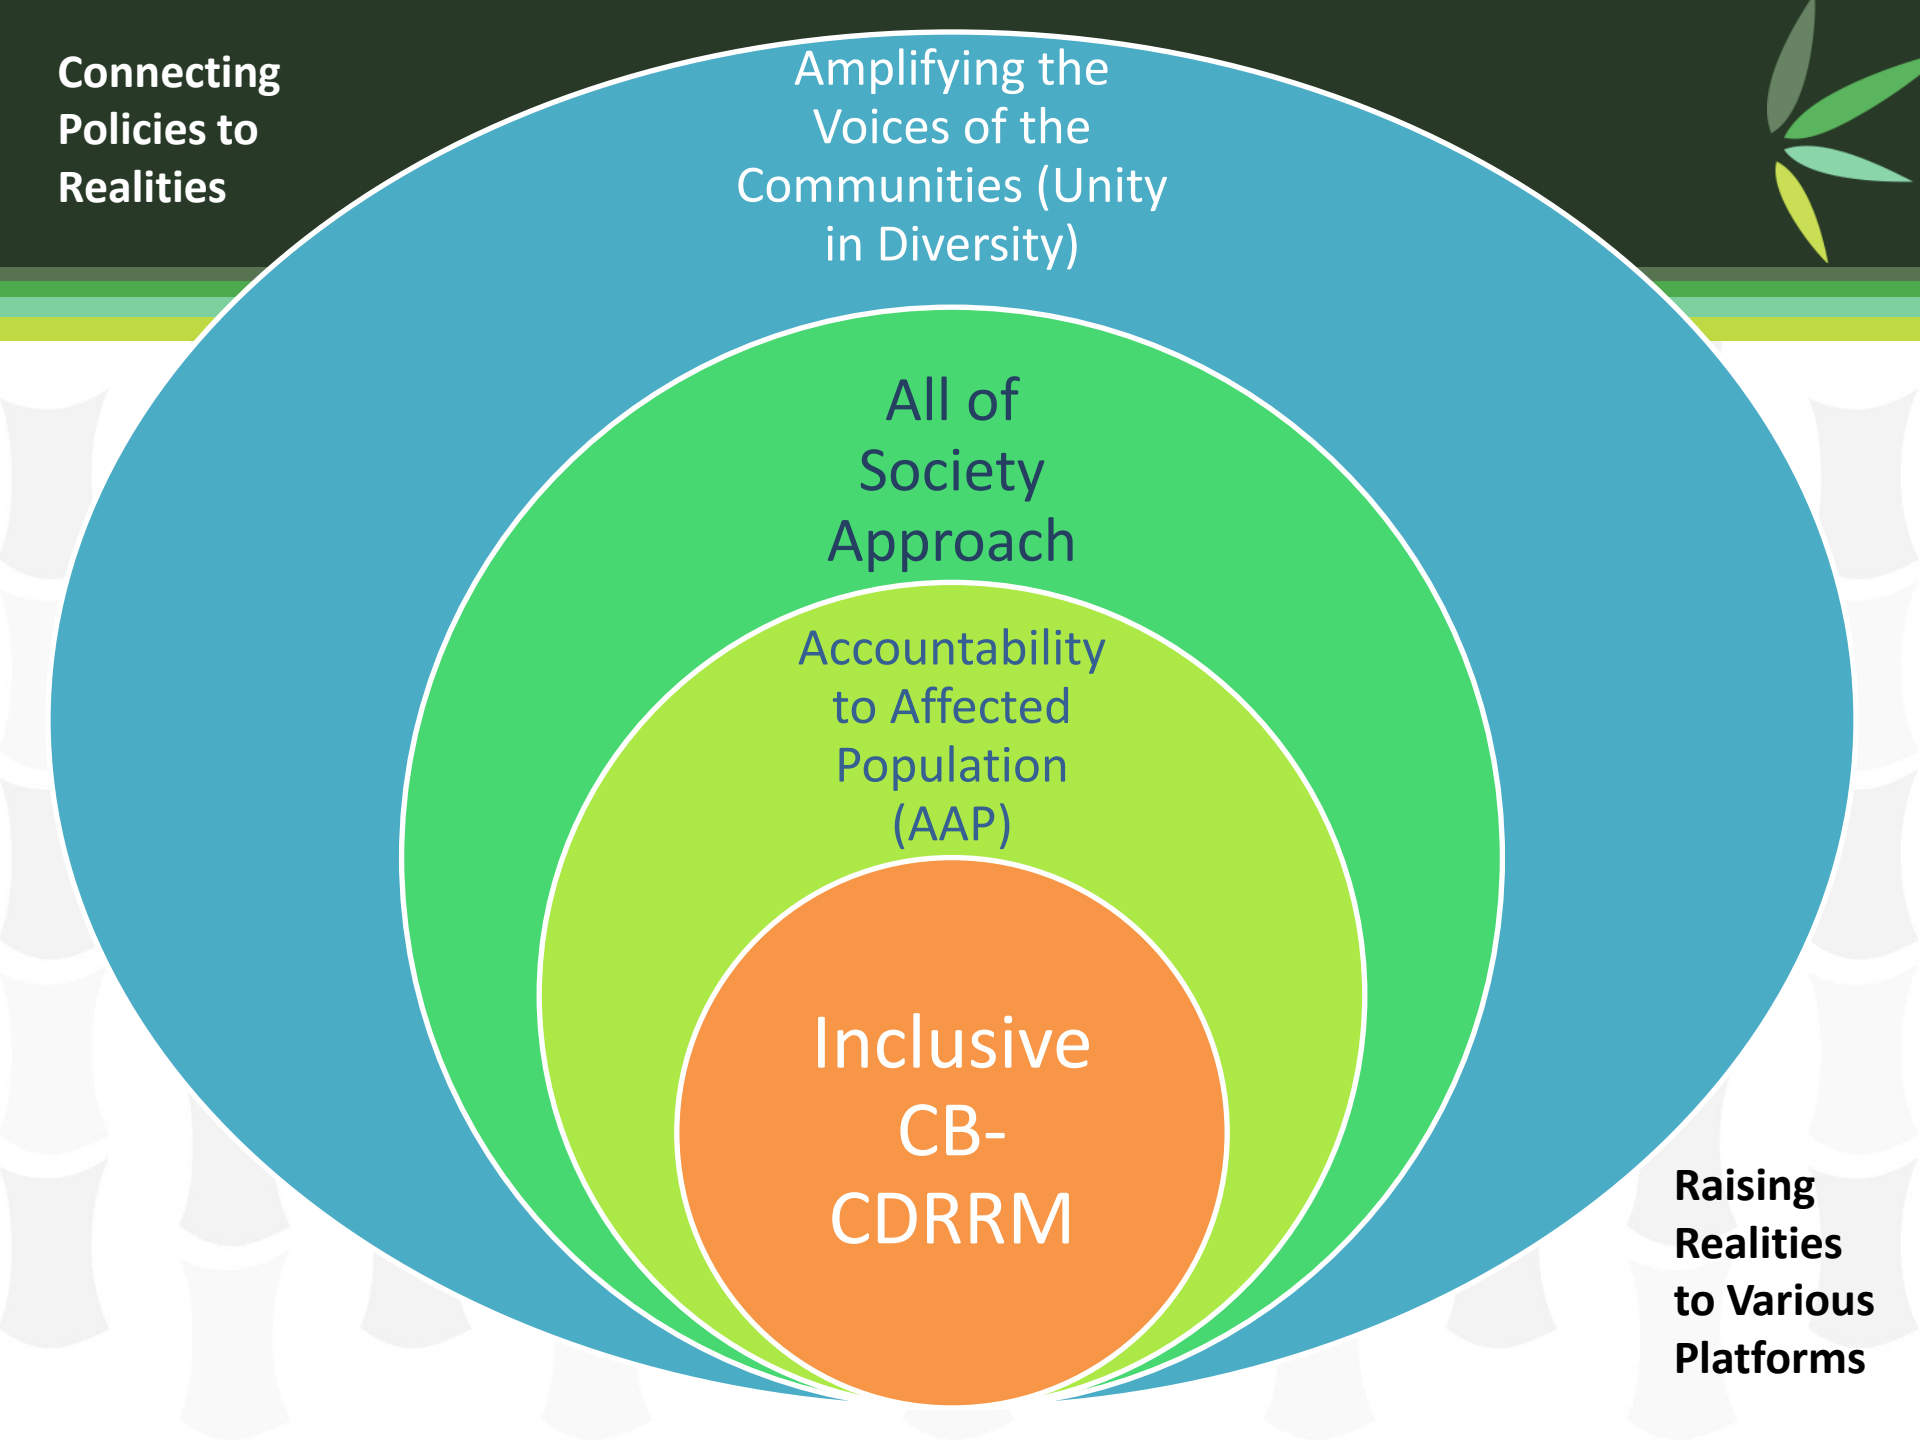 Connecting
Policies to
Realities
Amplifying the
Voices of the
Communities (Unity
in Diversity)
All of
Society
Approach
Accountability
to Affected
Population
(AAP)
Inclusive
CB-
CDRRM
Raising
Realities
to Various
Platforms